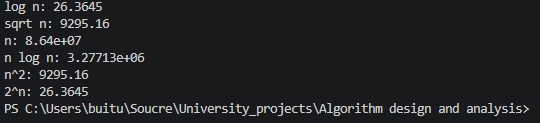 log n: 26.3645
sqrt n: 9295.16
n: 8.64e+07
n log n: 3.27713e+06
n^2: 9295.16
2^n: 26.3645
PS C:\Users\buitu\Soucre\University_projects\Algorithm design and analysis>